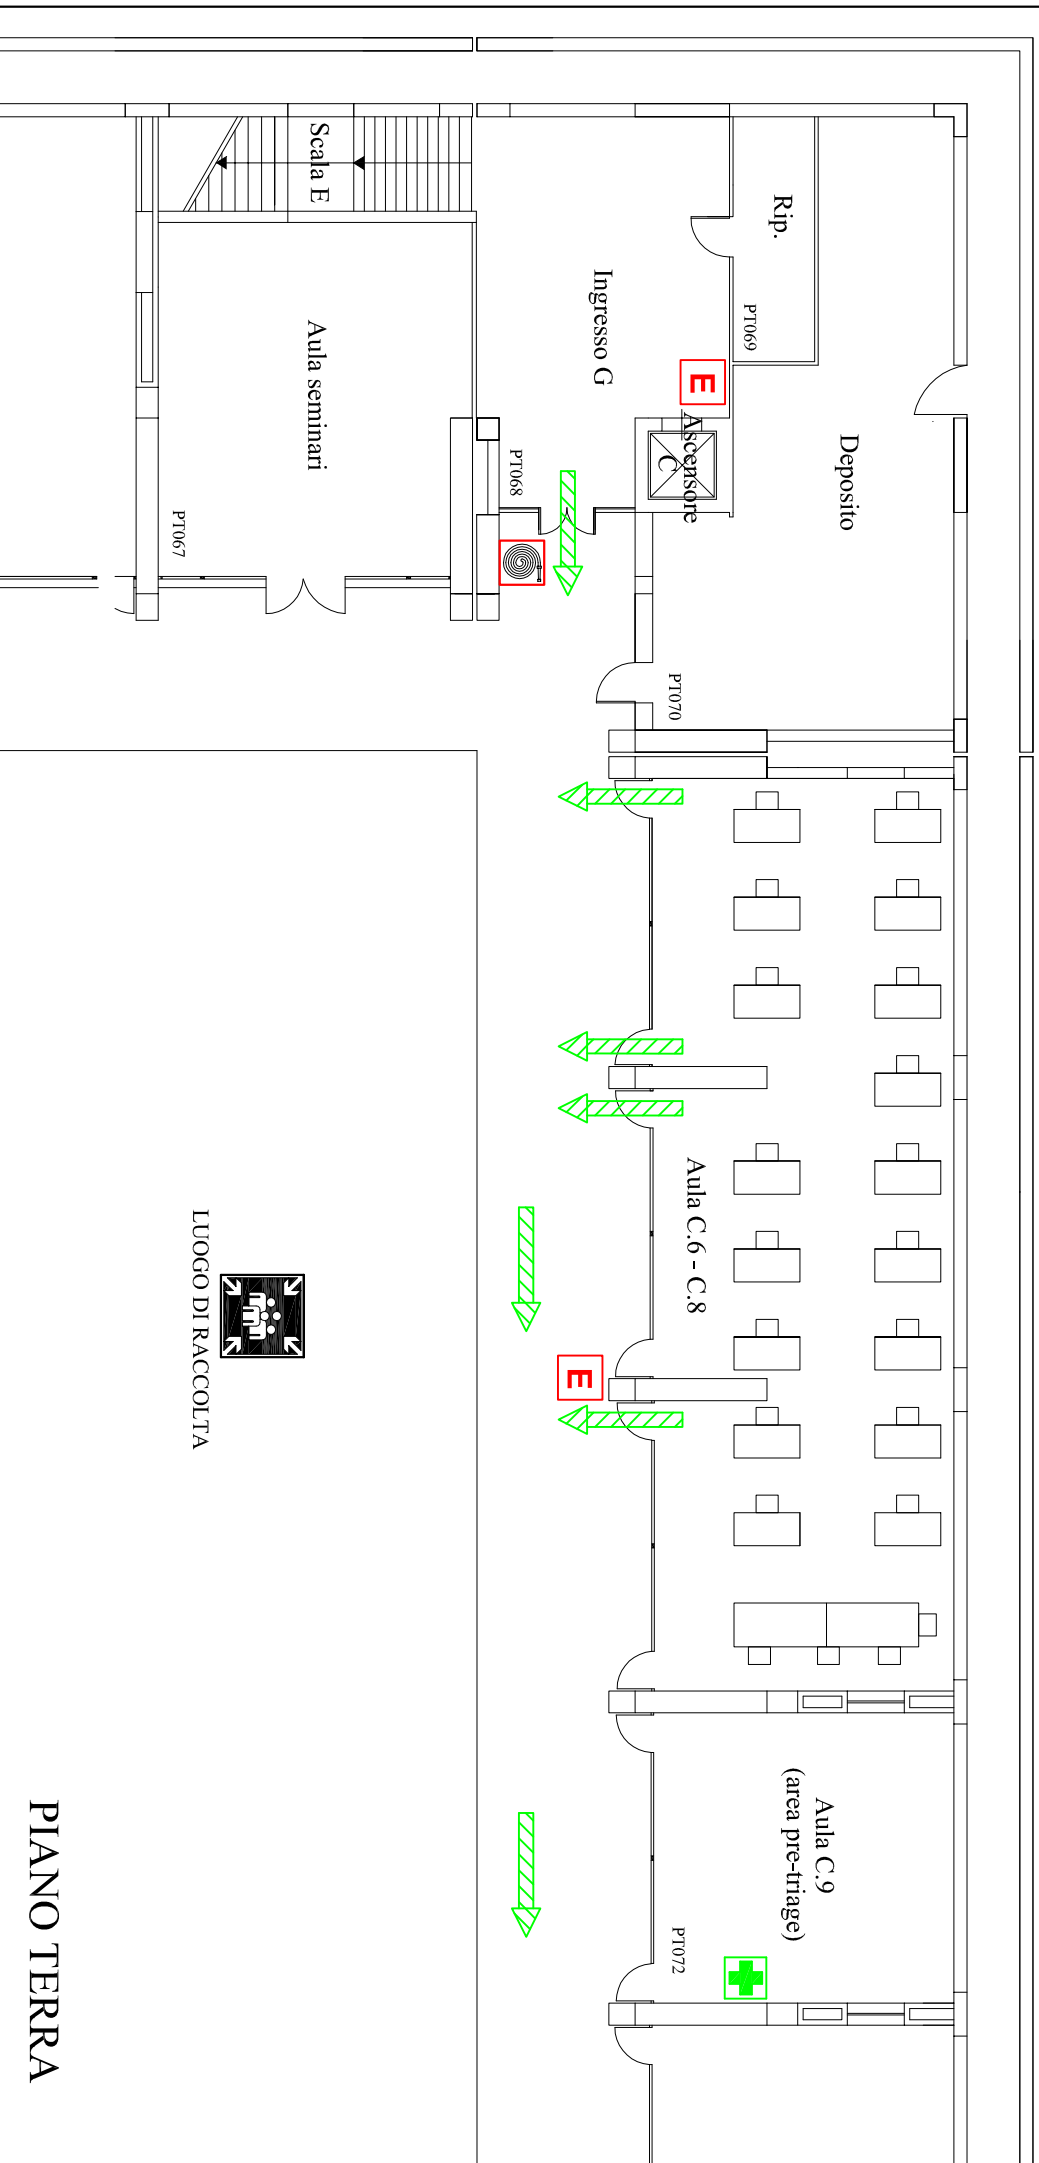 Rip.
PT069
Deposito
E
Ascensore
C
Ingresso G
PT068
Scala E
Aula seminari
PT067
PT070
Aula C.6 - C.8
E
Aula C.9
(area pre-triage)
PT072
LUOGO DI RACCOLTA
PIANO TERRA